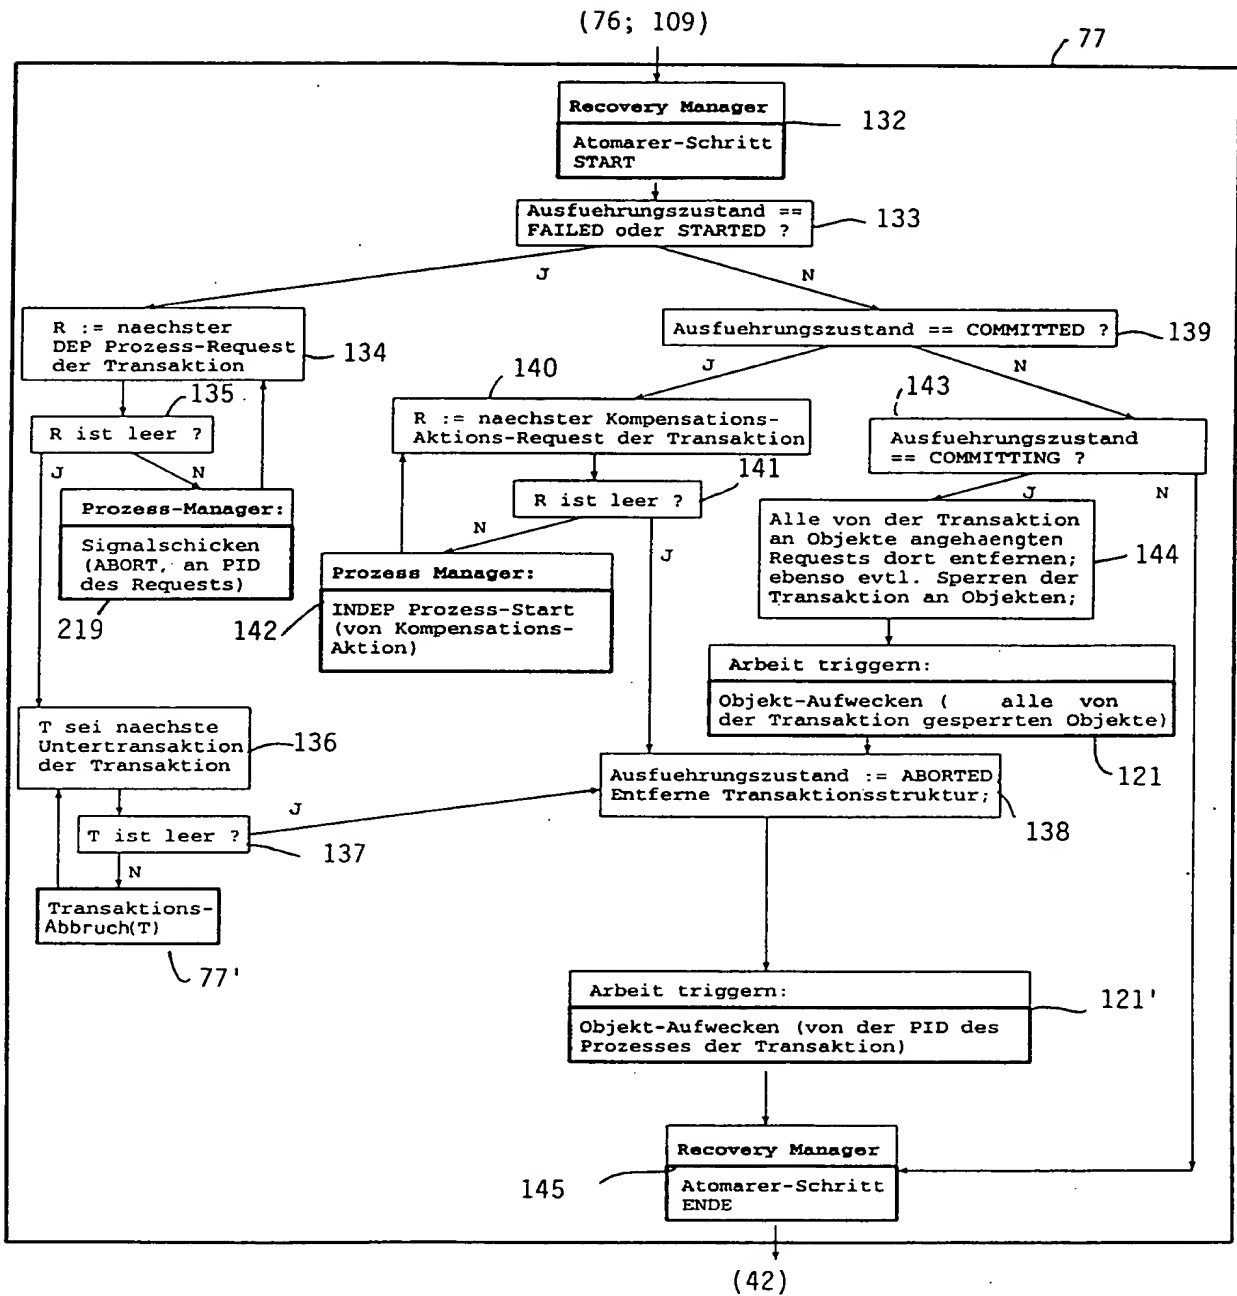 (76; 109)
77
Recovery Manager
132
Atomarer-Schritt
START
Ausfuehrungszustand ==
FAILED oder STARTED ?
133
J
N
R := naechster
DEP Prozess-Request
der Transaktion
134
Ausfuehrungszustand == COMMITTED ?
139
J
N
135
R ist leer ?
J
N
140
R := naechster Kompensations-
Aktions-Request der Transaktion
143
Ausfuehrungszustand
== COMMITTING ?
J
N
141
R ist leer ?
N
J
Prozess-Manager:
Signalschicken
(ABORT, an PID
des Requests)
219
Prozess Manager:
INDEP Prozess-Start
(von Kompensations-
Aktion)
142
Alle von der Transaktion
an Objekte angehaengten
Requests dort entfernen;
ebenso evtl. Sperren der
Transaktion an Objekten;
144
Arbeit triggern:
Objekt-Aufwecken ( alle von
der Transaktion gesperrten Objekte)
121
T sei naechste
Untertransaktion
der Transaktion
136
Ausfuehrungszustand := ABORTED
Entferne Transaktionsstruktur;
138
T ist leer ?
J
137
N
Transaktions-
Abbruch(T)
77'
Arbeit triggern:
121'
Objekt-Aufwecken (von der PID des
Prozesses der Transaktion)
Recovery Manager
145
Atomarer-Schritt
ENDE
(42)